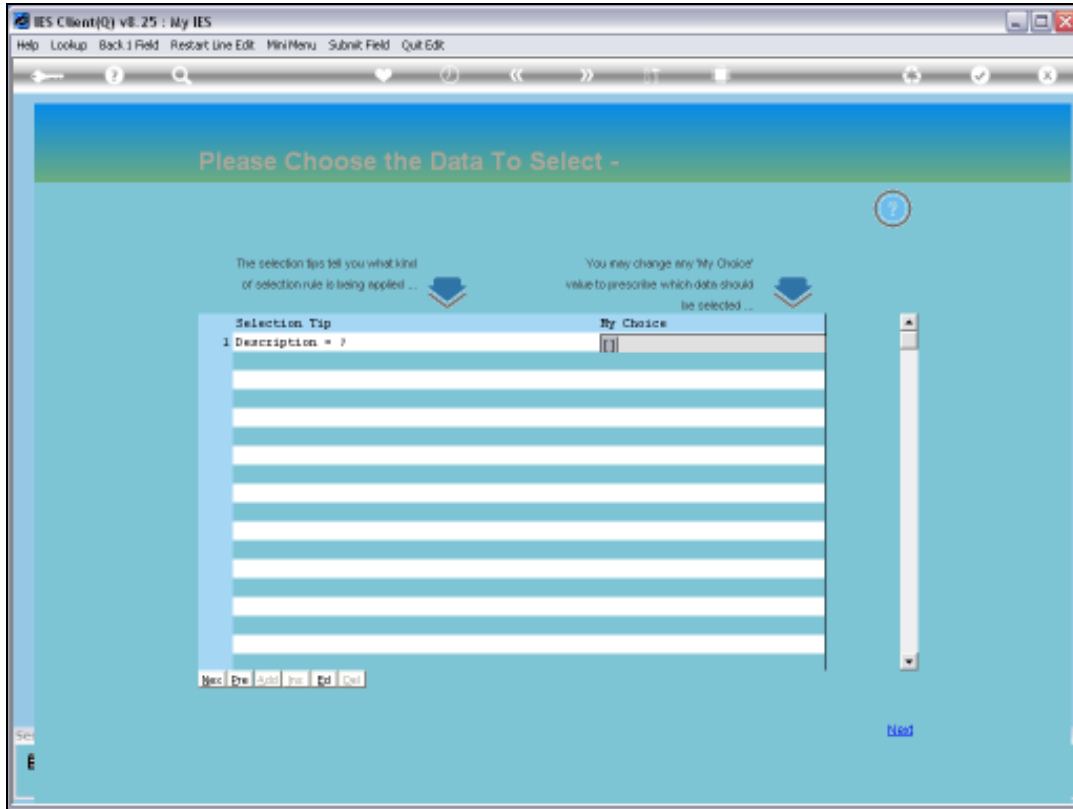 IES Client(Q) v8.25 : My IES
Help Lookup Back 1 Field Restart Line Edit MiniMenu Submit Field Quit Edit
Please Choose the Data To Select -
The selection tips tell you what kind
of selection rule is being applied ...
You may change any 'My Choice'
value to prescribe which data should
be selected ...
Selection Tip My Choice
1 Description = ? []
Nex Pre Add Ins Ed Del
Next
Se